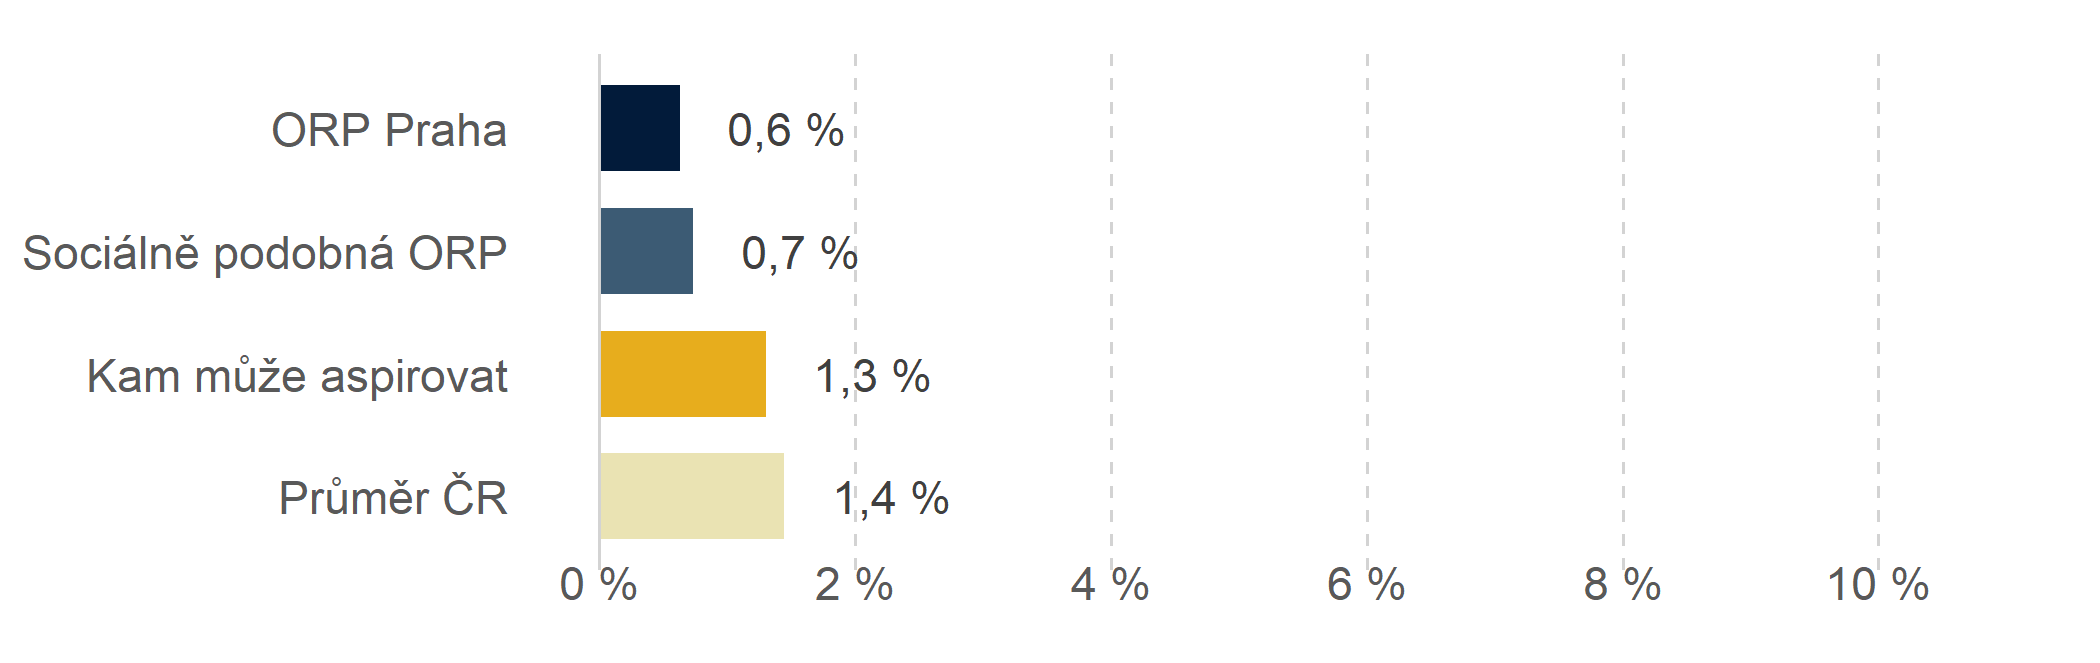 ORP Praha 0,6 %
Sociálně podobná ORP 0,7 %
Kam může aspirovat 1,3 %
Průměr ČR 1,4 %
0 % 2 % 4 % 6 % 8 % 10 %